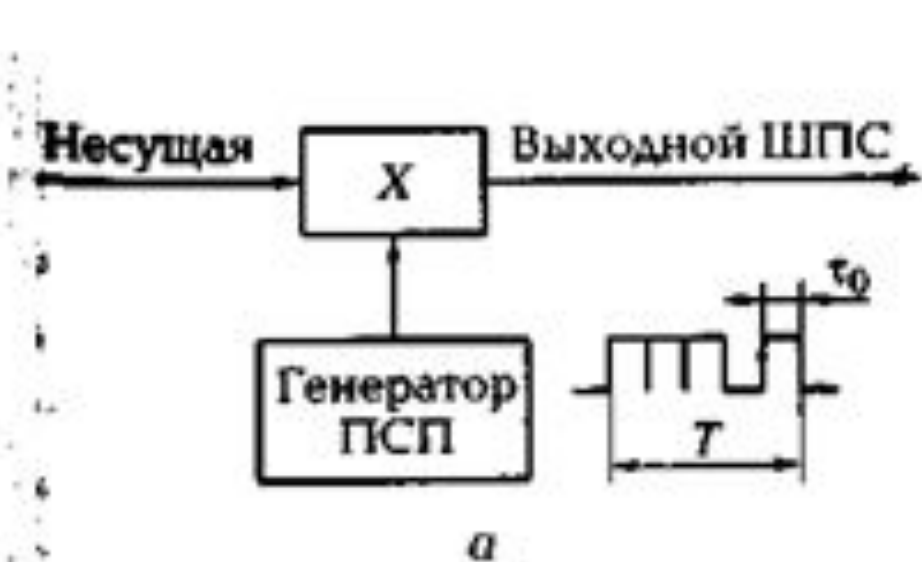 Несущая
Выходной ШПС
X
τ0
Генератор
ПСП
T
а